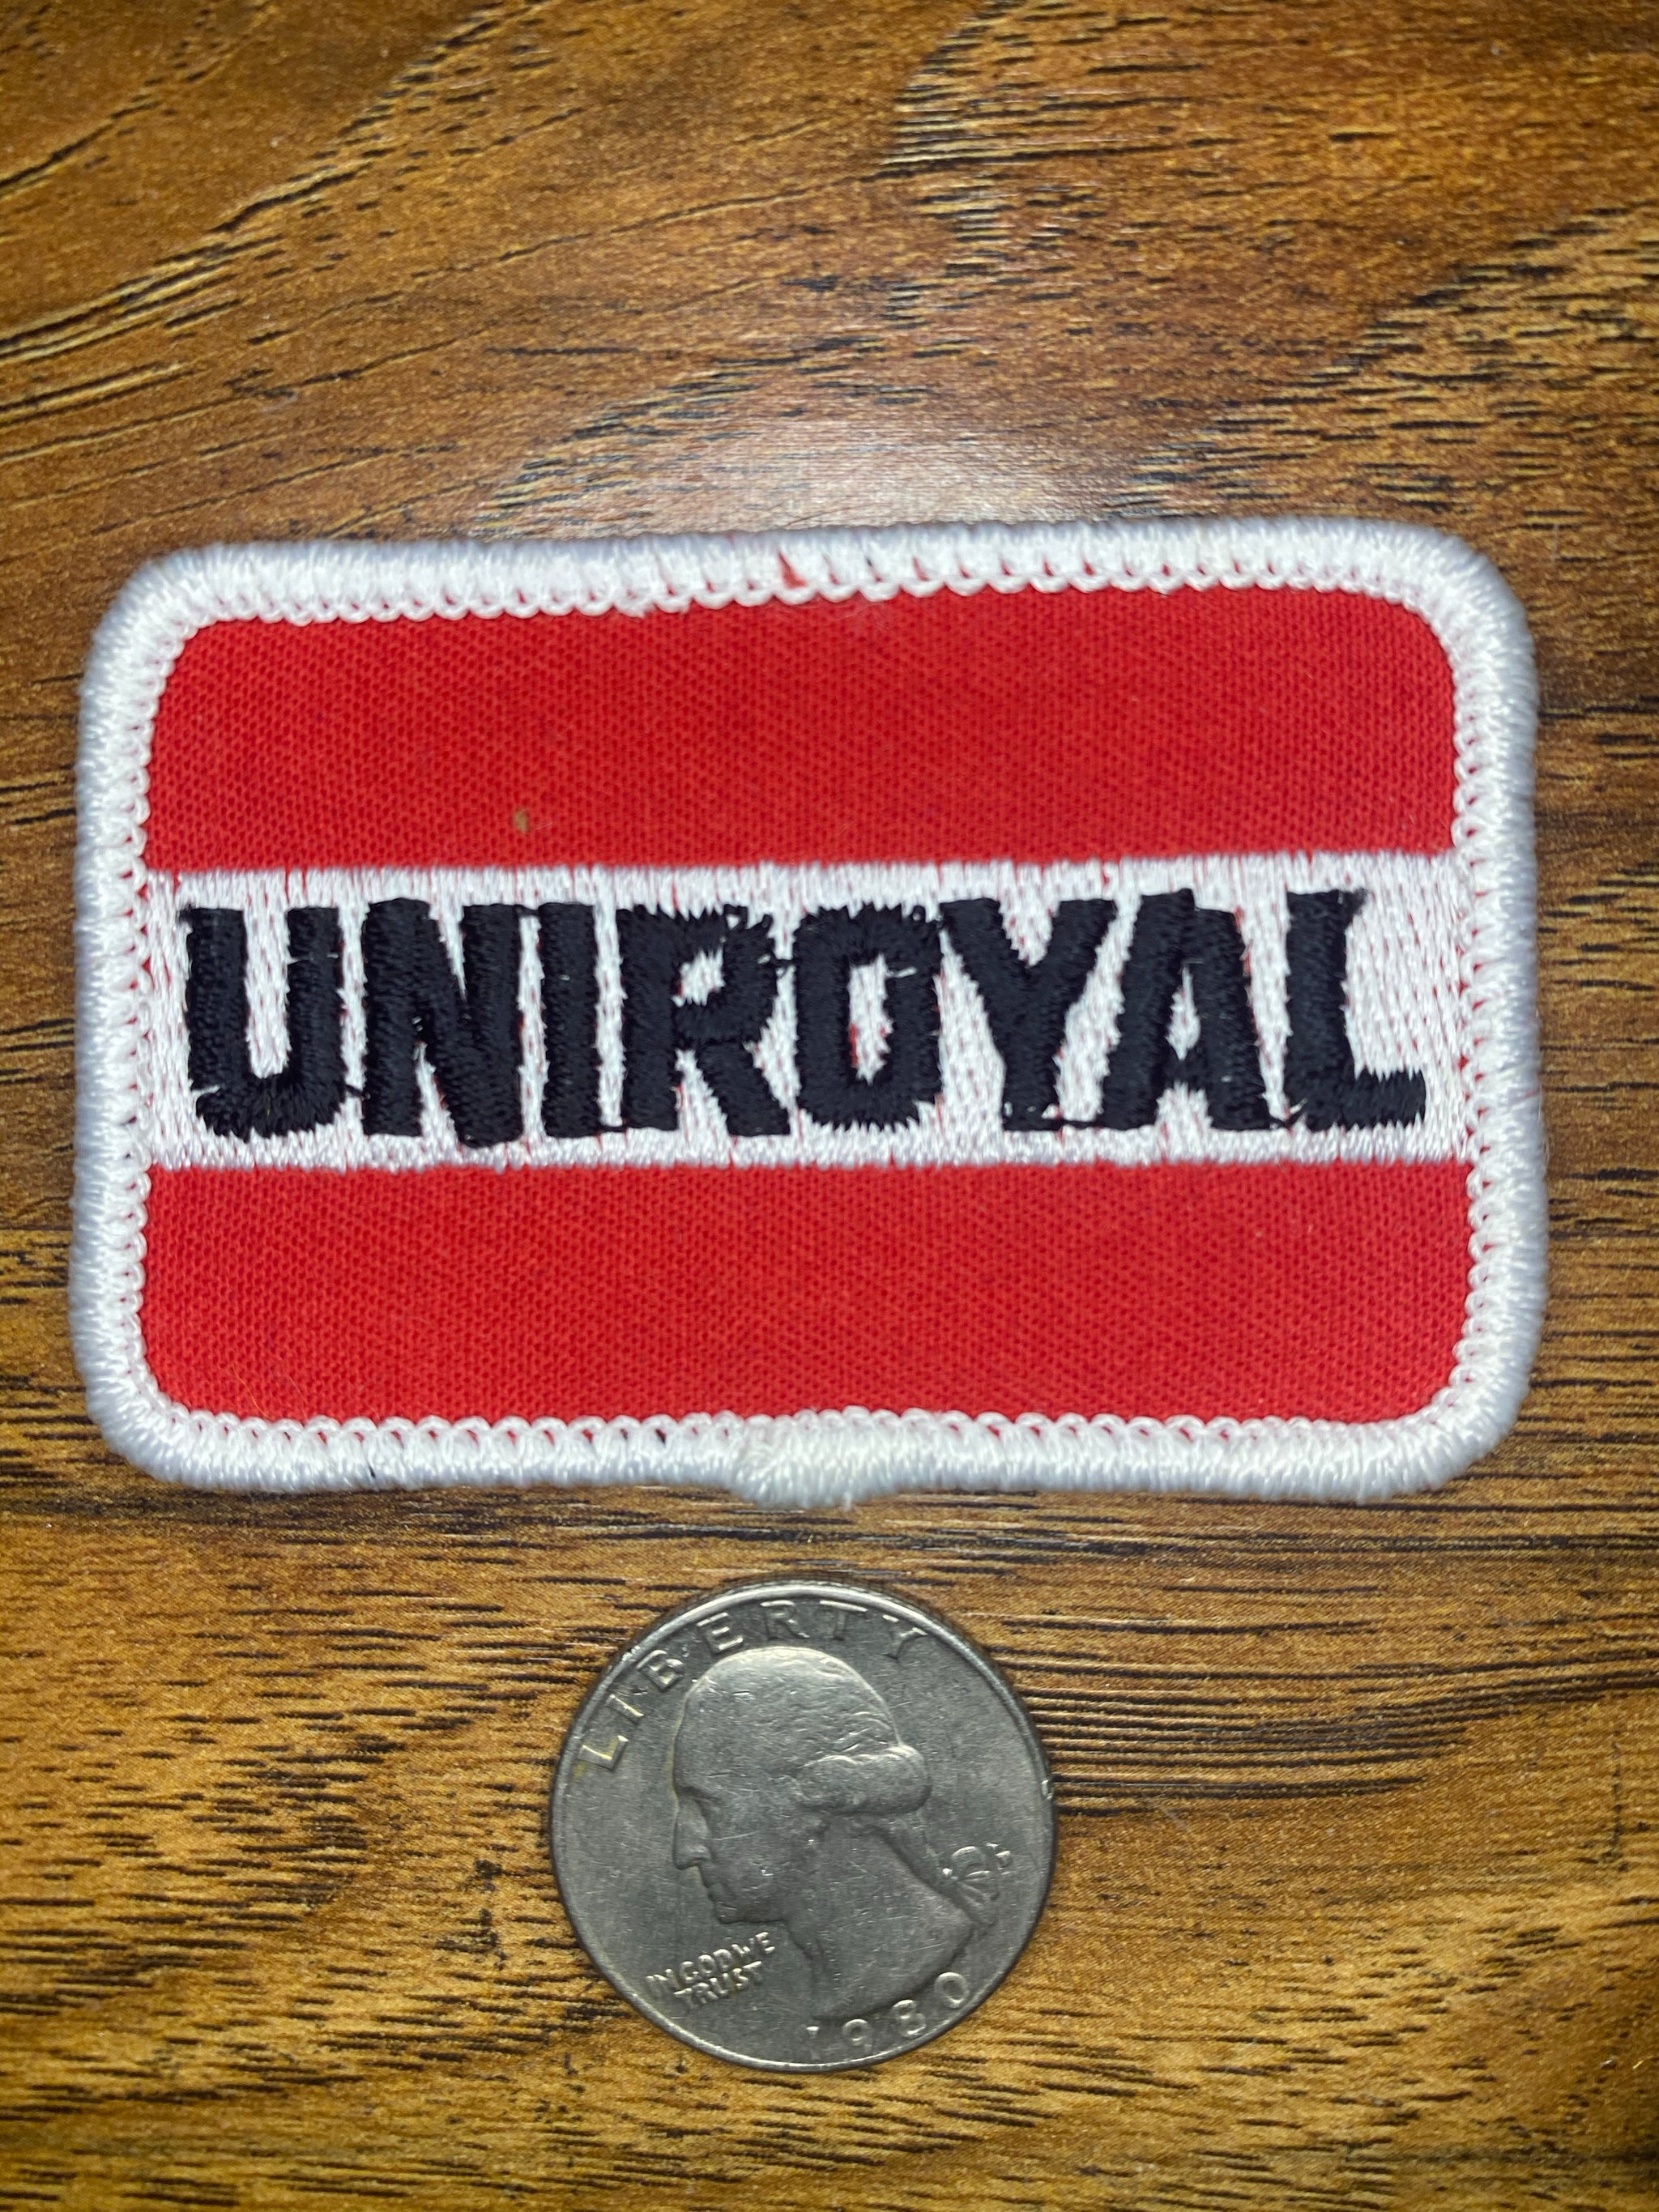 UNIROYAL
LIBERTY
IN GOD WE
TRUST
1980